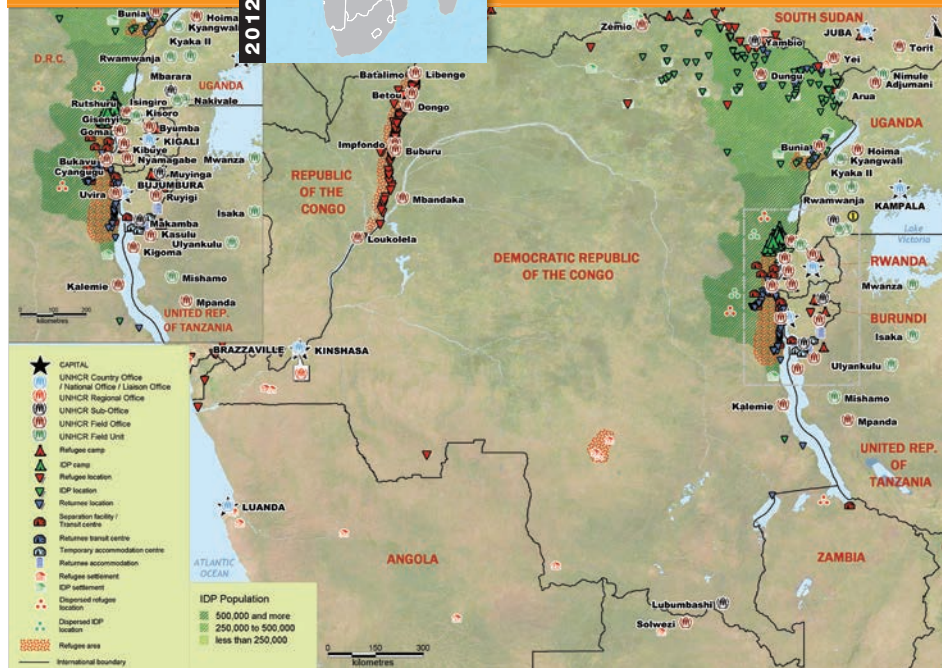 2012
Bunia
Hoima
Kyangwali
Kyaka II
D.R.C.
Rwamwanja
Mbarara
UGANDA
Rutshuru
Isingiro
Nakivale
Gisenyi
Kisoro
Goma
Byumba
KIGALI
Kibuye
Bukavu
Nyamagabe
Mwanza
Cyangugu
Muyinga
BUJUMBURA
Uvira
Ruyigi
Isaka
Makamba
Kasulu
Ulyankulu
Kigoma
Kalemie
Mishamo
Mpanda
UNITED REP.
OF TANZANIA
0 100 200
kilometres
Zémio
SOUTH SUDAN
JUBA
Yambio
Torit
Yei
Batalimo
Libenge
Dungu
Nimule
Adjumani
Betou
Dongo
Arua
UGANDA
Impfondo
Buburu
Bunia
Hoima
Kyangwali
Kyaka II
REPUBLIC
OF THE
CONGO
Mbandaka
Rwamwanja
KAMPALA
Loukolela
Lake
Victoria
DEMOCRATIC REPUBLIC
OF THE CONGO
RWANDA
Mwanza
BURUNDI
Isaka
BRAZZAVILLE
KINSHASA
Ulyankulu
Mishamo
Kalemie
Mpanda
UNITED REP.
OF
TANZANIA
LUANDA
ATLANTIC
OCEAN
ANGOLA
ZAMBIA
Lubumbashi
Solwezi
CAPITAL
UNHCR Country Office
/ National Office / Liaison Office
UNHCR Regional Office
UNHCR Sub-Office
UNHCR Field Office
UNHCR Field Unit
Refugee camp
IDP camp
Refugee location
IDP location
Returnee location
Separation facility /
Transit centre
Returnee transit centre
Temporary accommodation centre
Returnee accommodation
Refugee settlement
IDP settlement
Dispersed refugee
location
Dispersed IDP
location
Refugee area
International boundary
IDP Population
500,000 and more
250,000 to 500,000
less than 250,000
0 150 300
kilometres